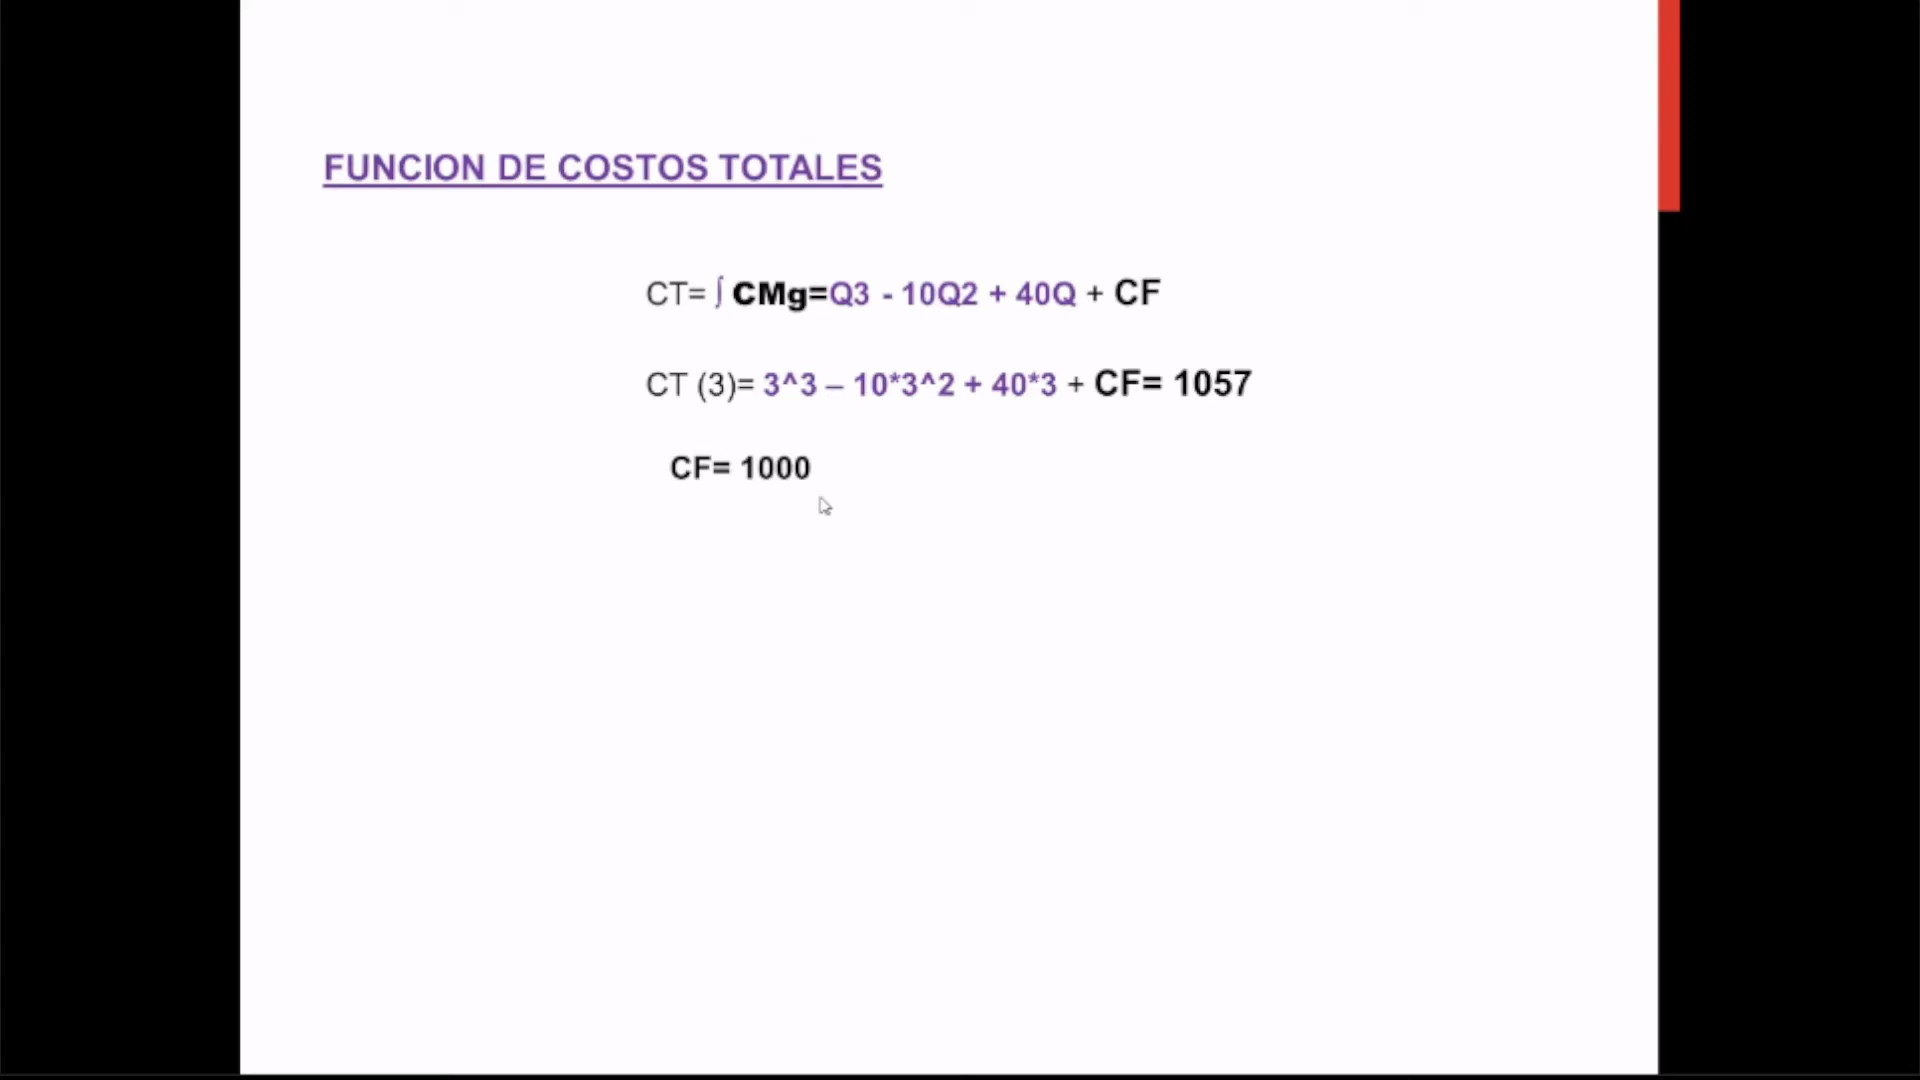 FUNCION DE COSTOS TOTALES
CT= ∫ CMg=Q3 - 10Q2 + 40Q + CF
CT (3)= 3^3 – 10*3^2 + 40*3 + CF= 1057
CF= 1000